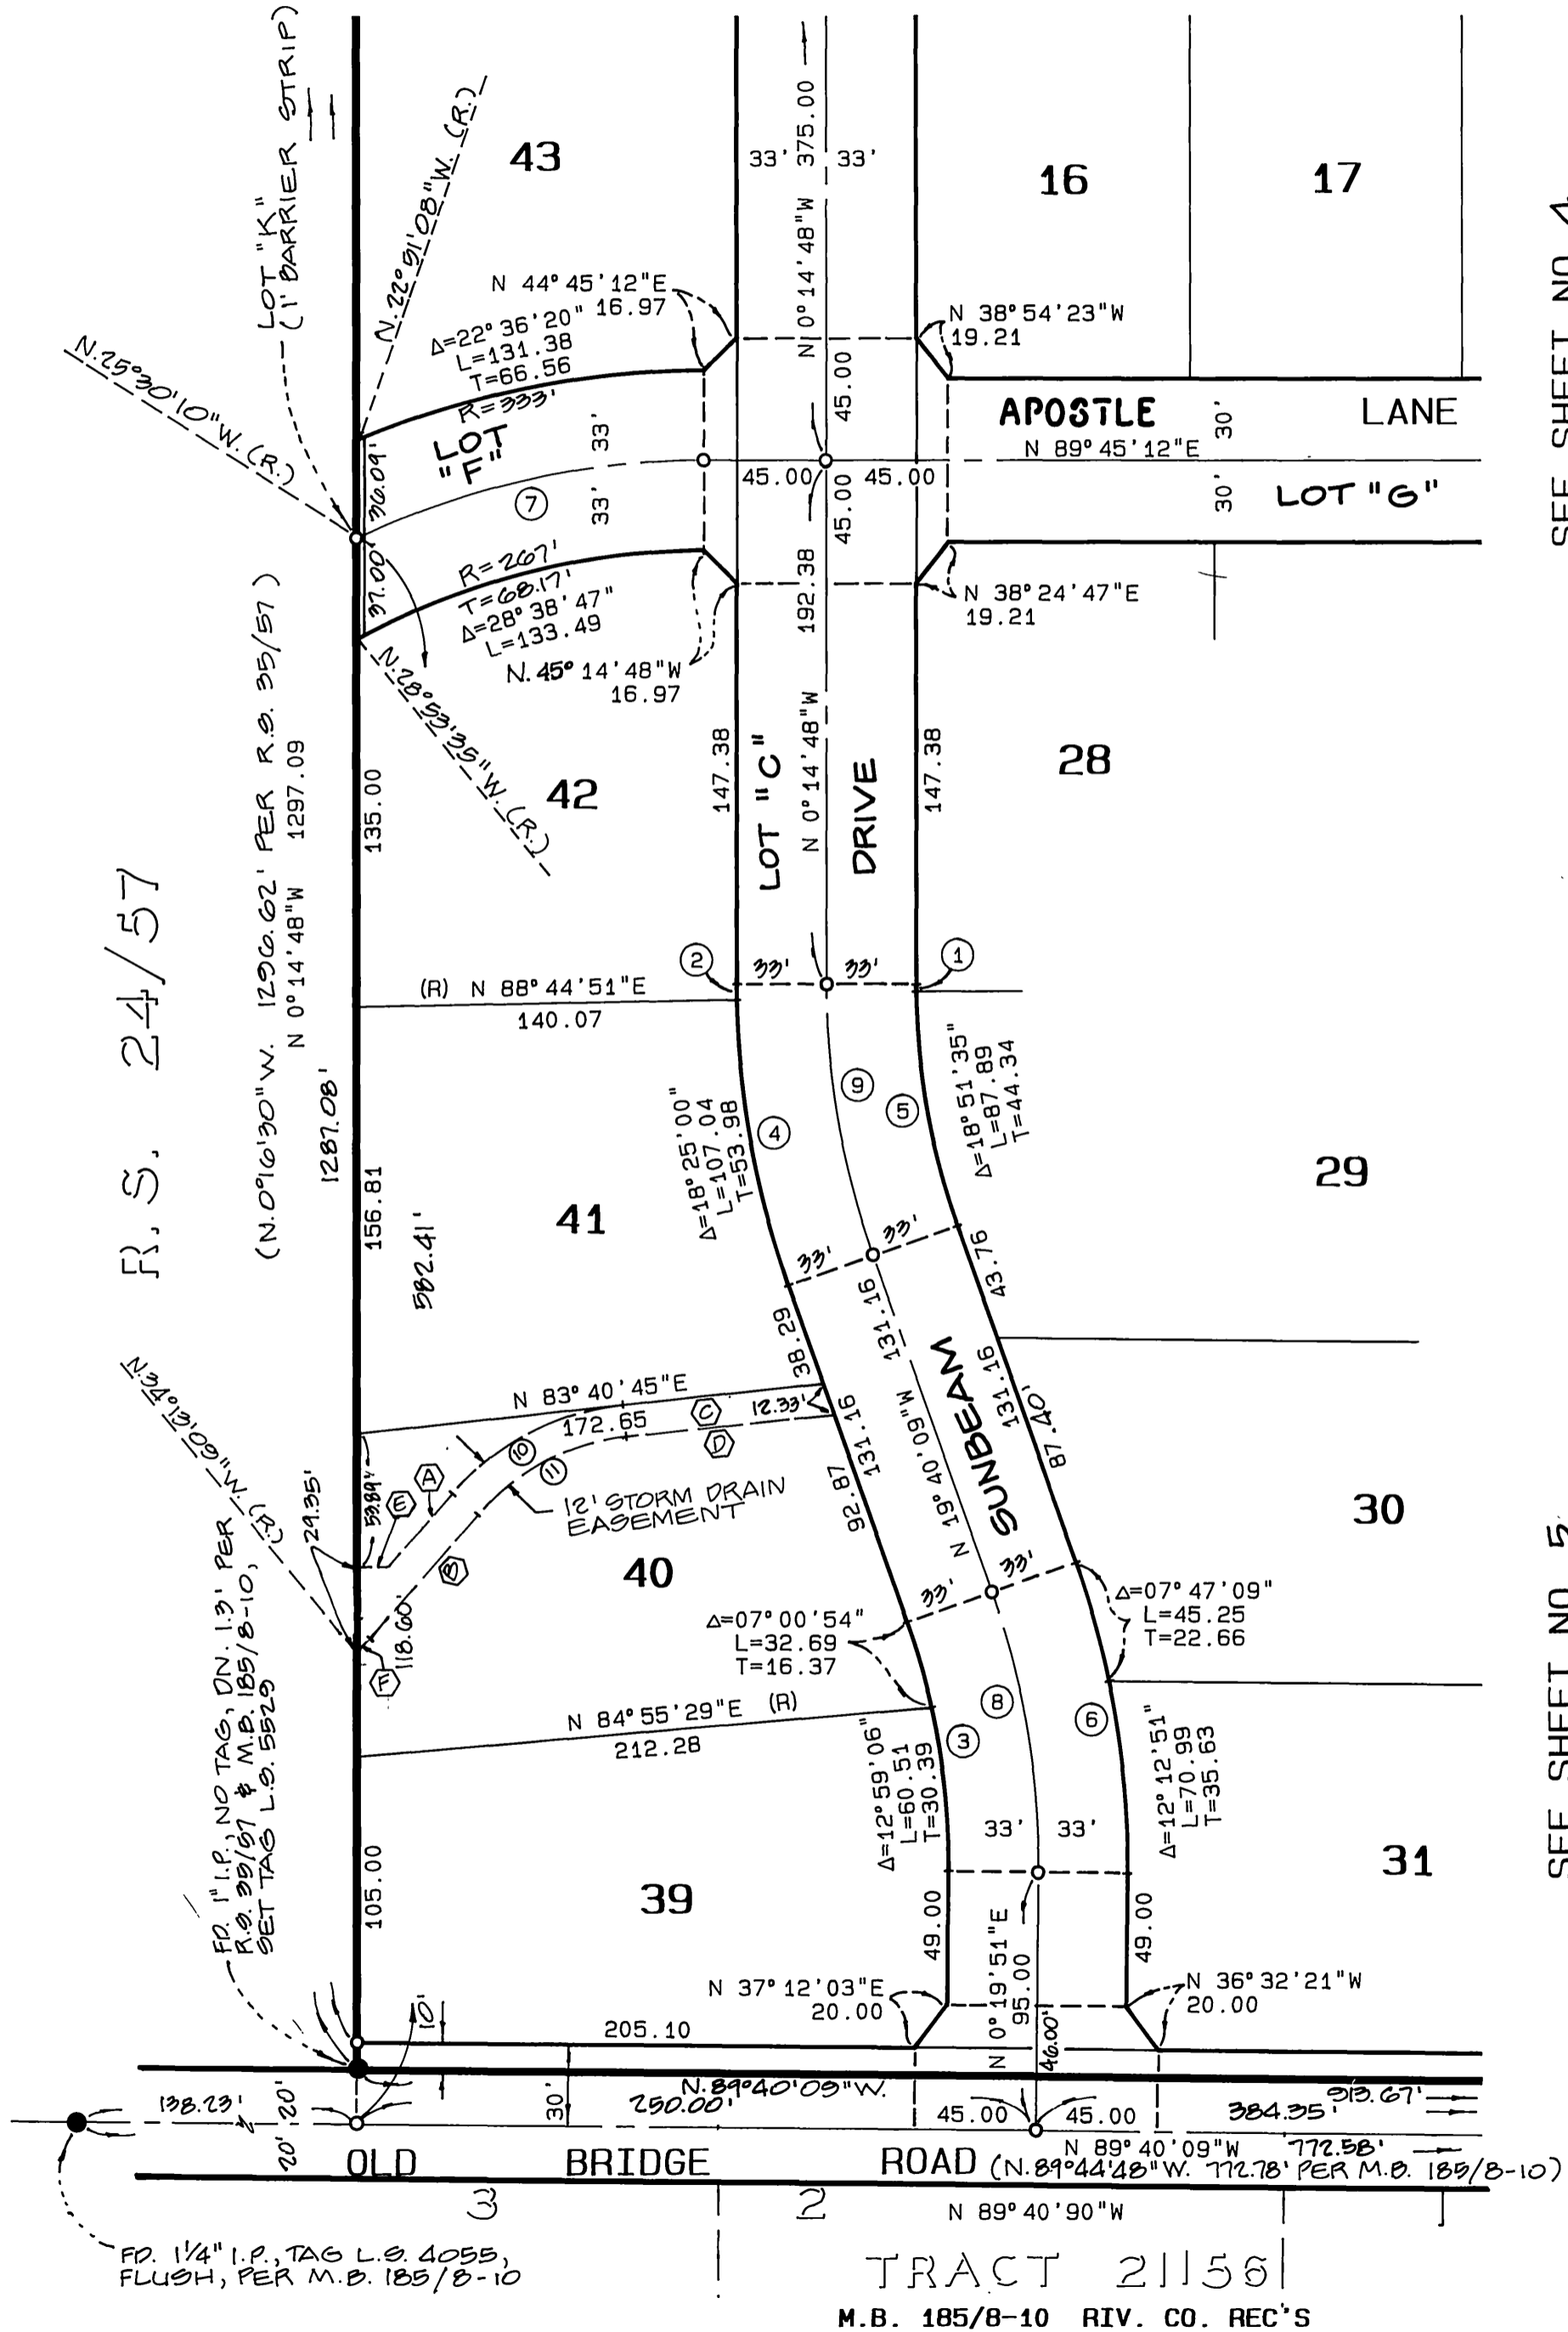 LOT "K"
(1' BARRIER STRIP)
N.22°51'08"W. (R.)
43
33' 33'
N 0°14'48"W 375.00
16
17
SEE SHEET NO. 4
N 44°45'12"E
16.97
Δ=22°36'20"
L=131.38
T=66.56
R=333'
N 38°54'23"W
19.21
N.25°30'10"W. (R.)
LOT
"F"
33'
33'
36.09'
37.00'
7
45.00
45.00
45.00
45.00
APOSTLE LANE
N 89°45'12"E
30'
30'
LOT "G"
R=267'
T=68.17'
Δ=28°38'47"
L=133.49
N.45°14'48"W
16.97
192.38
N 38°24'47"E
19.21
N.28°53'35"W. (R.)
R.S. 24/57
(N.0°16'30"W. 1296.62' PER R.S. 35/57)
N 0°14'48"W 1297.09
1287.08'
135.00
42
147.38
LOT "C"
N 0°14'48"W
DRIVE
147.38
28
2
33' 33'
1
(R) N 88°44'51"E
140.07
9
5
4
Δ=18°51'35"
L=87.89
T=44.34
Δ=18°25'00"
L=107.04
T=53.98
156.81
582.41'
41
29
33' 33'
43.76
38.29
131.16
N 19°40'09"W
SUNBEAM
131.16
87.40'
N.34°13'09"W. (R.)
N 83°40'45"E
172.65
C
D
12.33'
131.16
92.87
10
11
A
E
B
F
29.35'
53.89'
118.60'
12' STORM DRAIN
EASEMENT
40
30
33' 33'
Δ=07°00'54"
L=32.69
T=16.37
Δ=07°47'09"
L=45.25
T=22.66
N 84°55'29"E (R)
212.28
8
3
6
Δ=12°59'06"
L=60.51
T=30.39
Δ=12°12'51"
L=70.99
T=35.63
33' 33'
SEE SHEET NO. 5
FD. 1" I.P., NO TAG, DN. 1.3' PER
R.S. 35/57 & M.B. 185/8-10,
SET TAG L.S. 5529
105.00
39
31
49.00
49.00
N 0°19'51"E
95.00
46.00'
N 37°12'03"E
20.00
N 36°32'21"W
20.00
10'
205.10
N.89°40'09"W.
250.00'
30'
138.23'
20'
20'
45.00 45.00
913.67'
384.35'
N 89°40'09"W 772.58'
OLD BRIDGE ROAD (N.89°44'48"W. 772.78' PER M.B. 185/8-10)
3
2
N 89°40'90"W
FD. 1 1/4" I.P., TAG L.S. 4055,
FLUSH, PER M.B. 185/8-10
TRACT 21156
M.B. 185/8-10 RIV. CO. REC'S